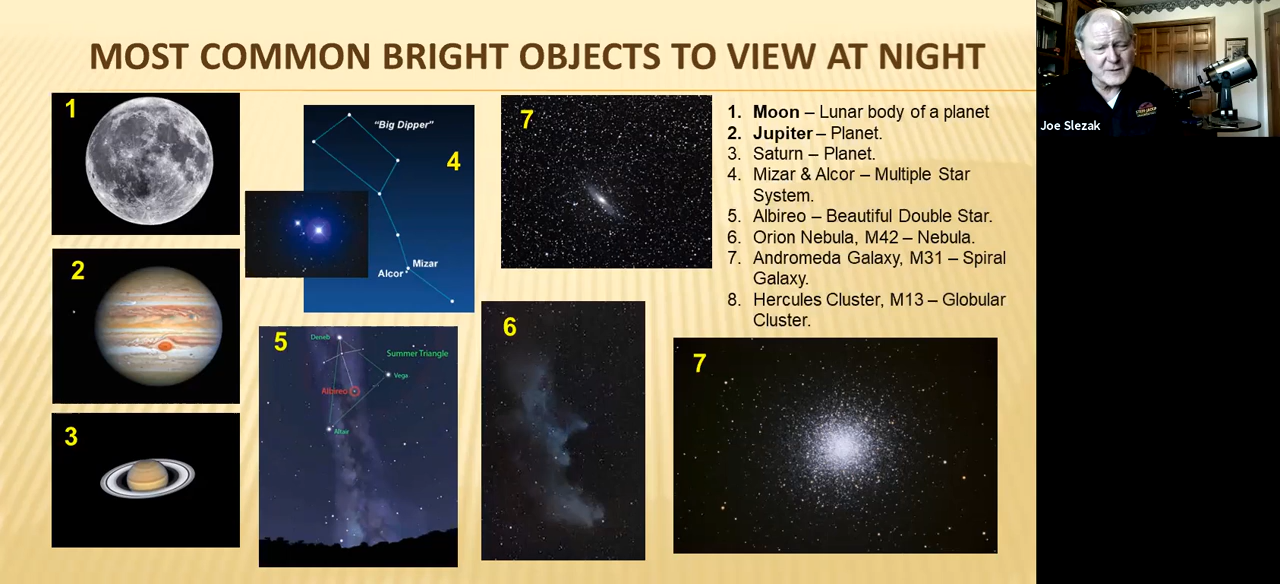 MOST COMMON BRIGHT OBJECTS TO VIEW AT NIGHT
1
2
3
"Big Dipper"
4
Mizar
Alcor
5
Deneb
Summer Triangle
Vega
Albireo
Altair
6
7
7
1. Moon – Lunar body of a planet
2. Jupiter – Planet.
3. Saturn – Planet.
4. Mizar & Alcor – Multiple Star
System.
5. Albireo – Beautiful Double Star.
6. Orion Nebula, M42 – Nebula.
7. Andromeda Galaxy, M31 – Spiral
Galaxy.
8. Hercules Cluster, M13 – Globular
Cluster.
Joe Slezak